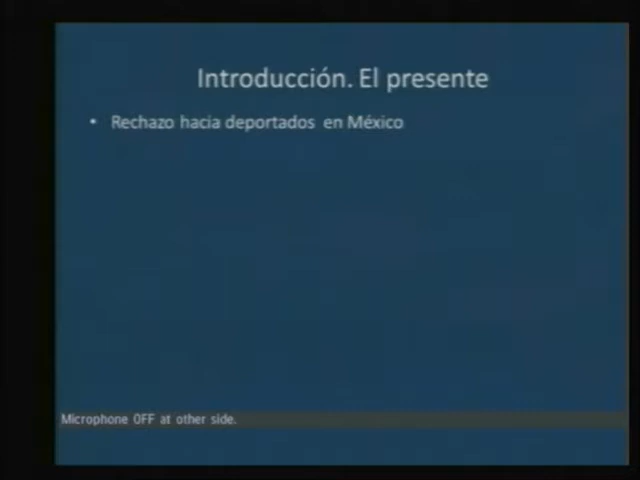 Introducción. El presente
• Rechazo hacia deportados en México
Microphone OFF at other side.